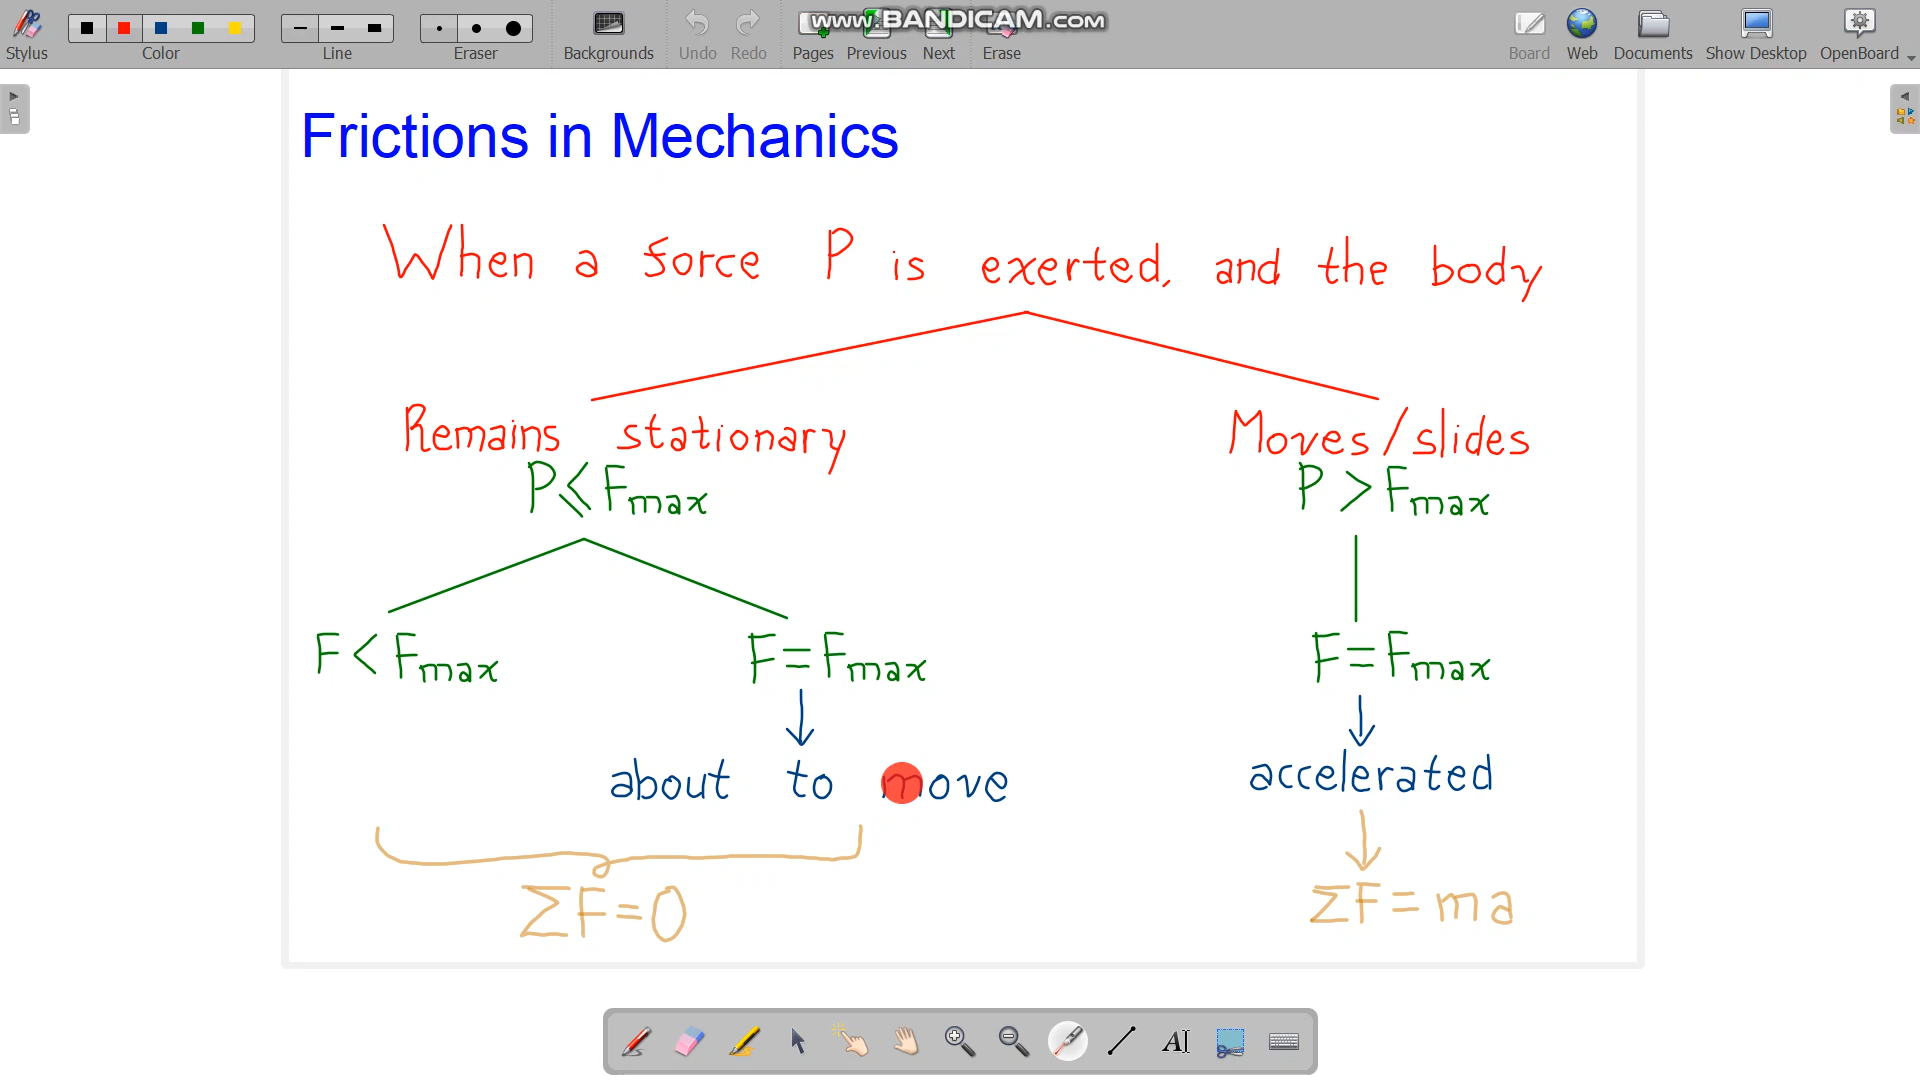 www.BANDICAM.com
Stylus Color Line Eraser Backgrounds Undo Redo Pages Previous Next Erase Board Web Documents Show Desktop OpenBoard
Frictions in Mechanics
When a force P is exerted, and the body
Remains stationary Moves/slides
P ⩽ Fmax P > Fmax
F < Fmax F = Fmax F = Fmax
about to move accelerated
ΣF = 0 ΣF = ma
AI